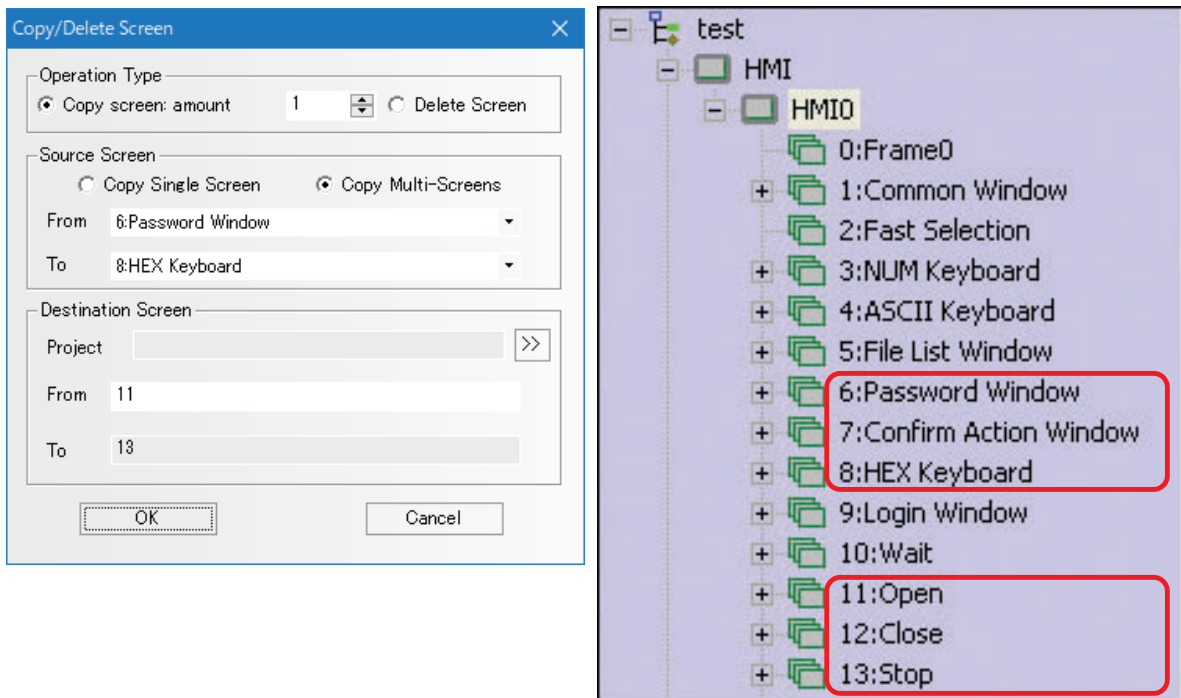 Copy/Delete Screen
Operation Type
Copy screen: amount 1 Delete Screen
Source Screen
Copy Single Screen Copy Multi-Screens
From 6:Password Window
To 8:HEX Keyboard
Destination Screen
Project >>
From 11
To 13
OK Cancel
test
HMI
HMI0
0:Frame0
1:Common Window
2:Fast Selection
3:NUM Keyboard
4:ASCII Keyboard
5:File List Window
6:Password Window
7:Confirm Action Window
8:HEX Keyboard
9:Login Window
10:Wait
11:Open
12:Close
13:Stop